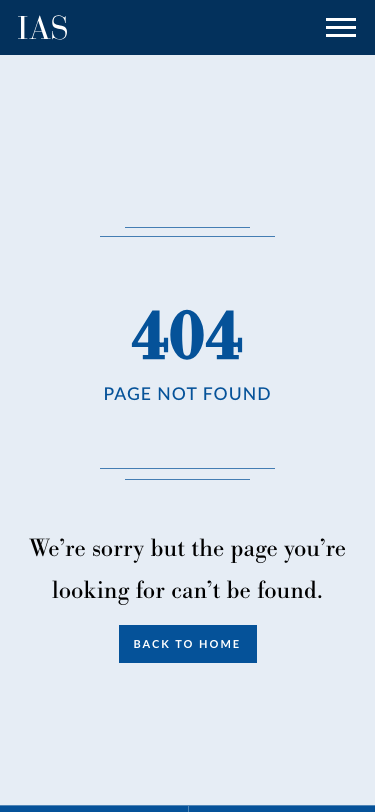 IAS
404
PAGE NOT FOUND
We’re sorry but the page you’re
looking for can’t be found.
BACK TO HOME